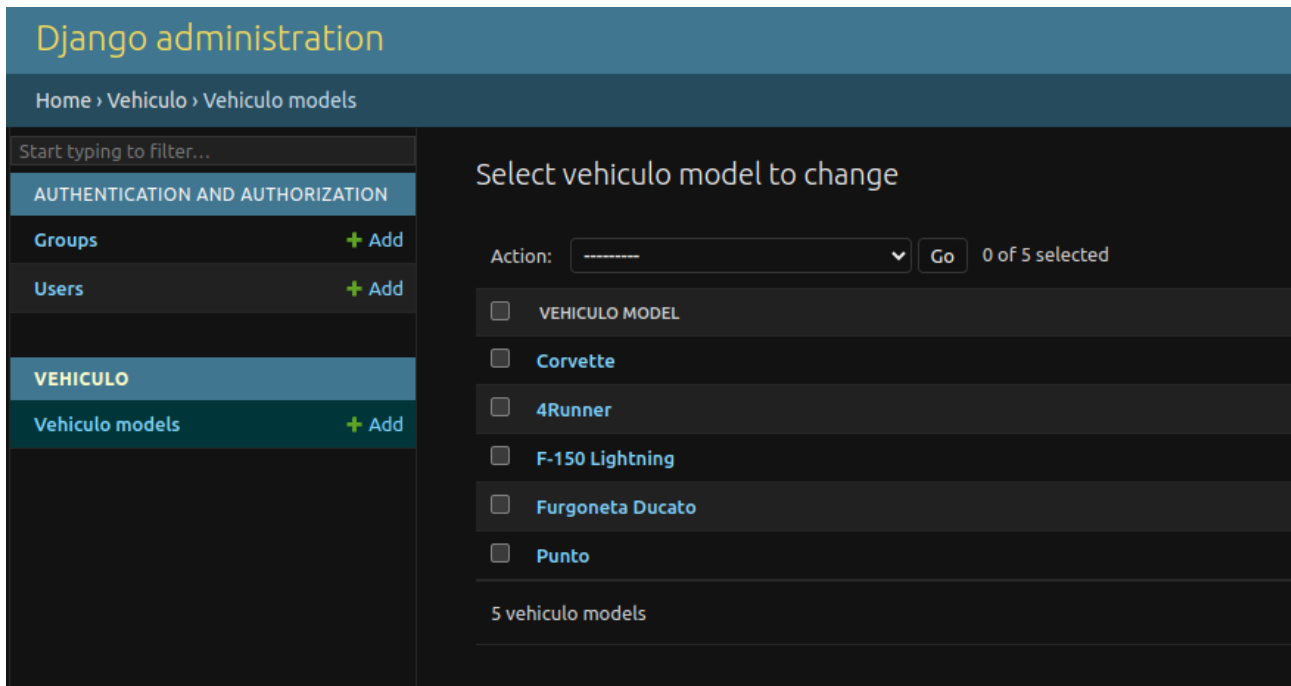 Django administration
Home › Vehiculo › Vehiculo models
Start typing to filter...
AUTHENTICATION AND AUTHORIZATION
Groups + Add
Users + Add
VEHICULO
Vehiculo models + Add
Select vehiculo model to change
Action: --------- Go 0 of 5 selected
VEHICULO MODEL
Corvette
4Runner
F-150 Lightning
Furgoneta Ducato
Punto
5 vehiculo models